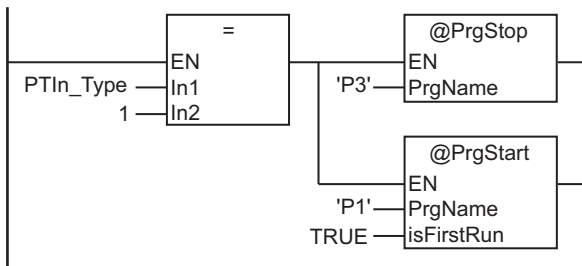 =
EN
PTIn_Type In1
1 In2
@PrgStop
EN
'P3' PrgName
@PrgStart
EN
'P1' PrgName
TRUE isFirstRun